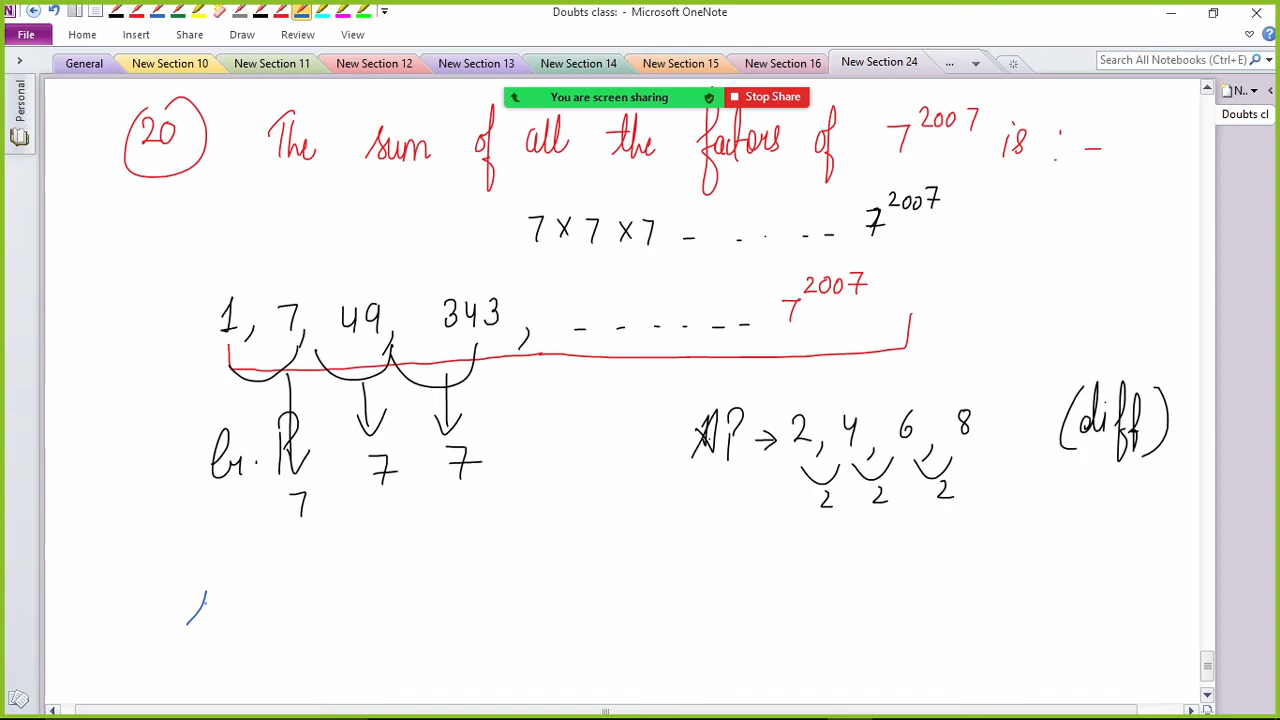 Doubts class: - Microsoft OneNote
File Home Insert Share Draw Review View
General New Section 10 New Section 11 New Section 12 New Section 13 New Section 14 New Section 15 New Section 16 New Section 24 ... Search All Notebooks (Ctrl+E)
You are screen sharing Stop Share
Personal
N..
Doubts cl
20 The sum of all the factors of 7^2007 is : -
7 x 7 x 7 - - - - - 7^2007
1, 7, 49, 343, - - - - - - 7^2007
G.P. 7 7 7
AP → 2, 4, 6, 8 (diff)
2 2 2